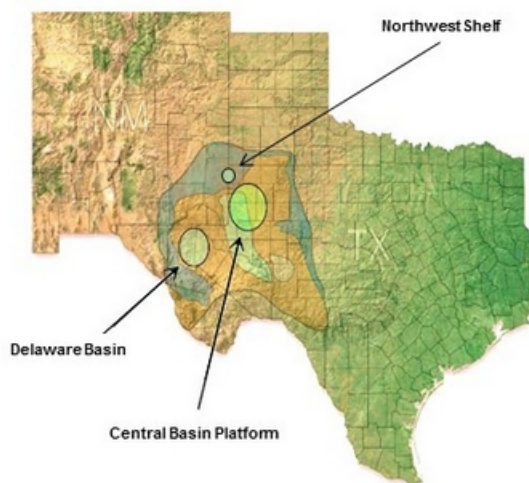 Northwest Shelf
NM
TX
Delaware Basin
Central Basin Platform